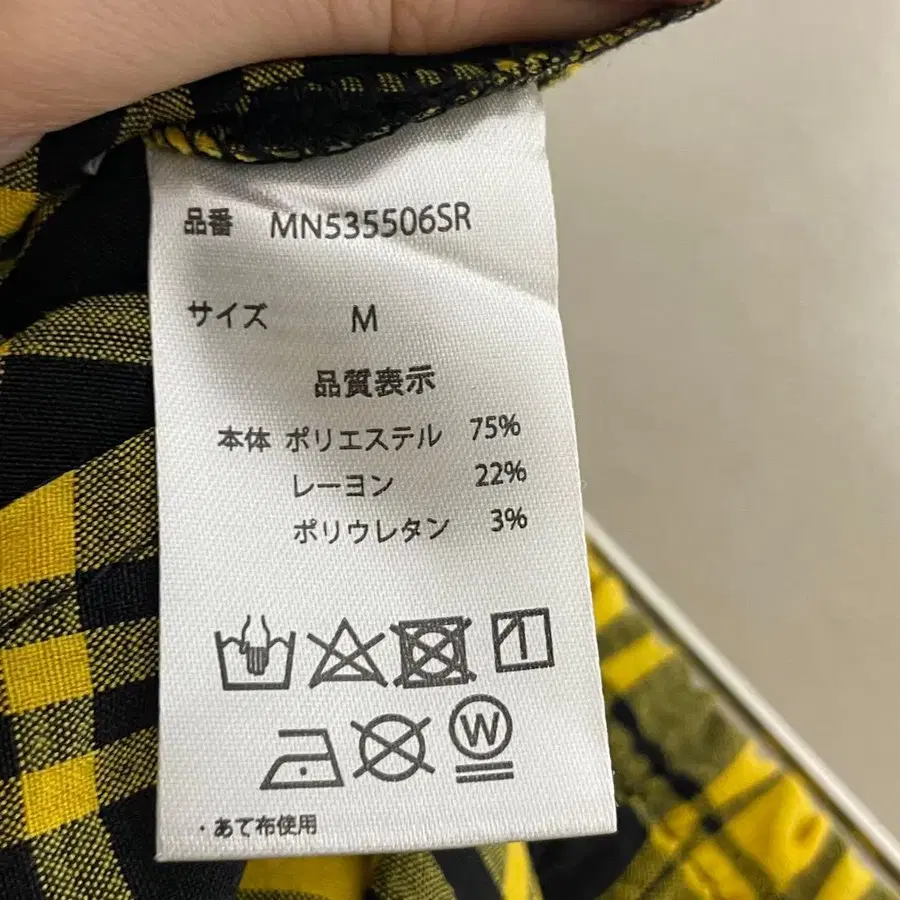 品番 MN535506SR
サイズ M
品質表示
本体 ポリエステル 75%
レーヨン 22%
ポリウレタン 3%
W
・あて布使用